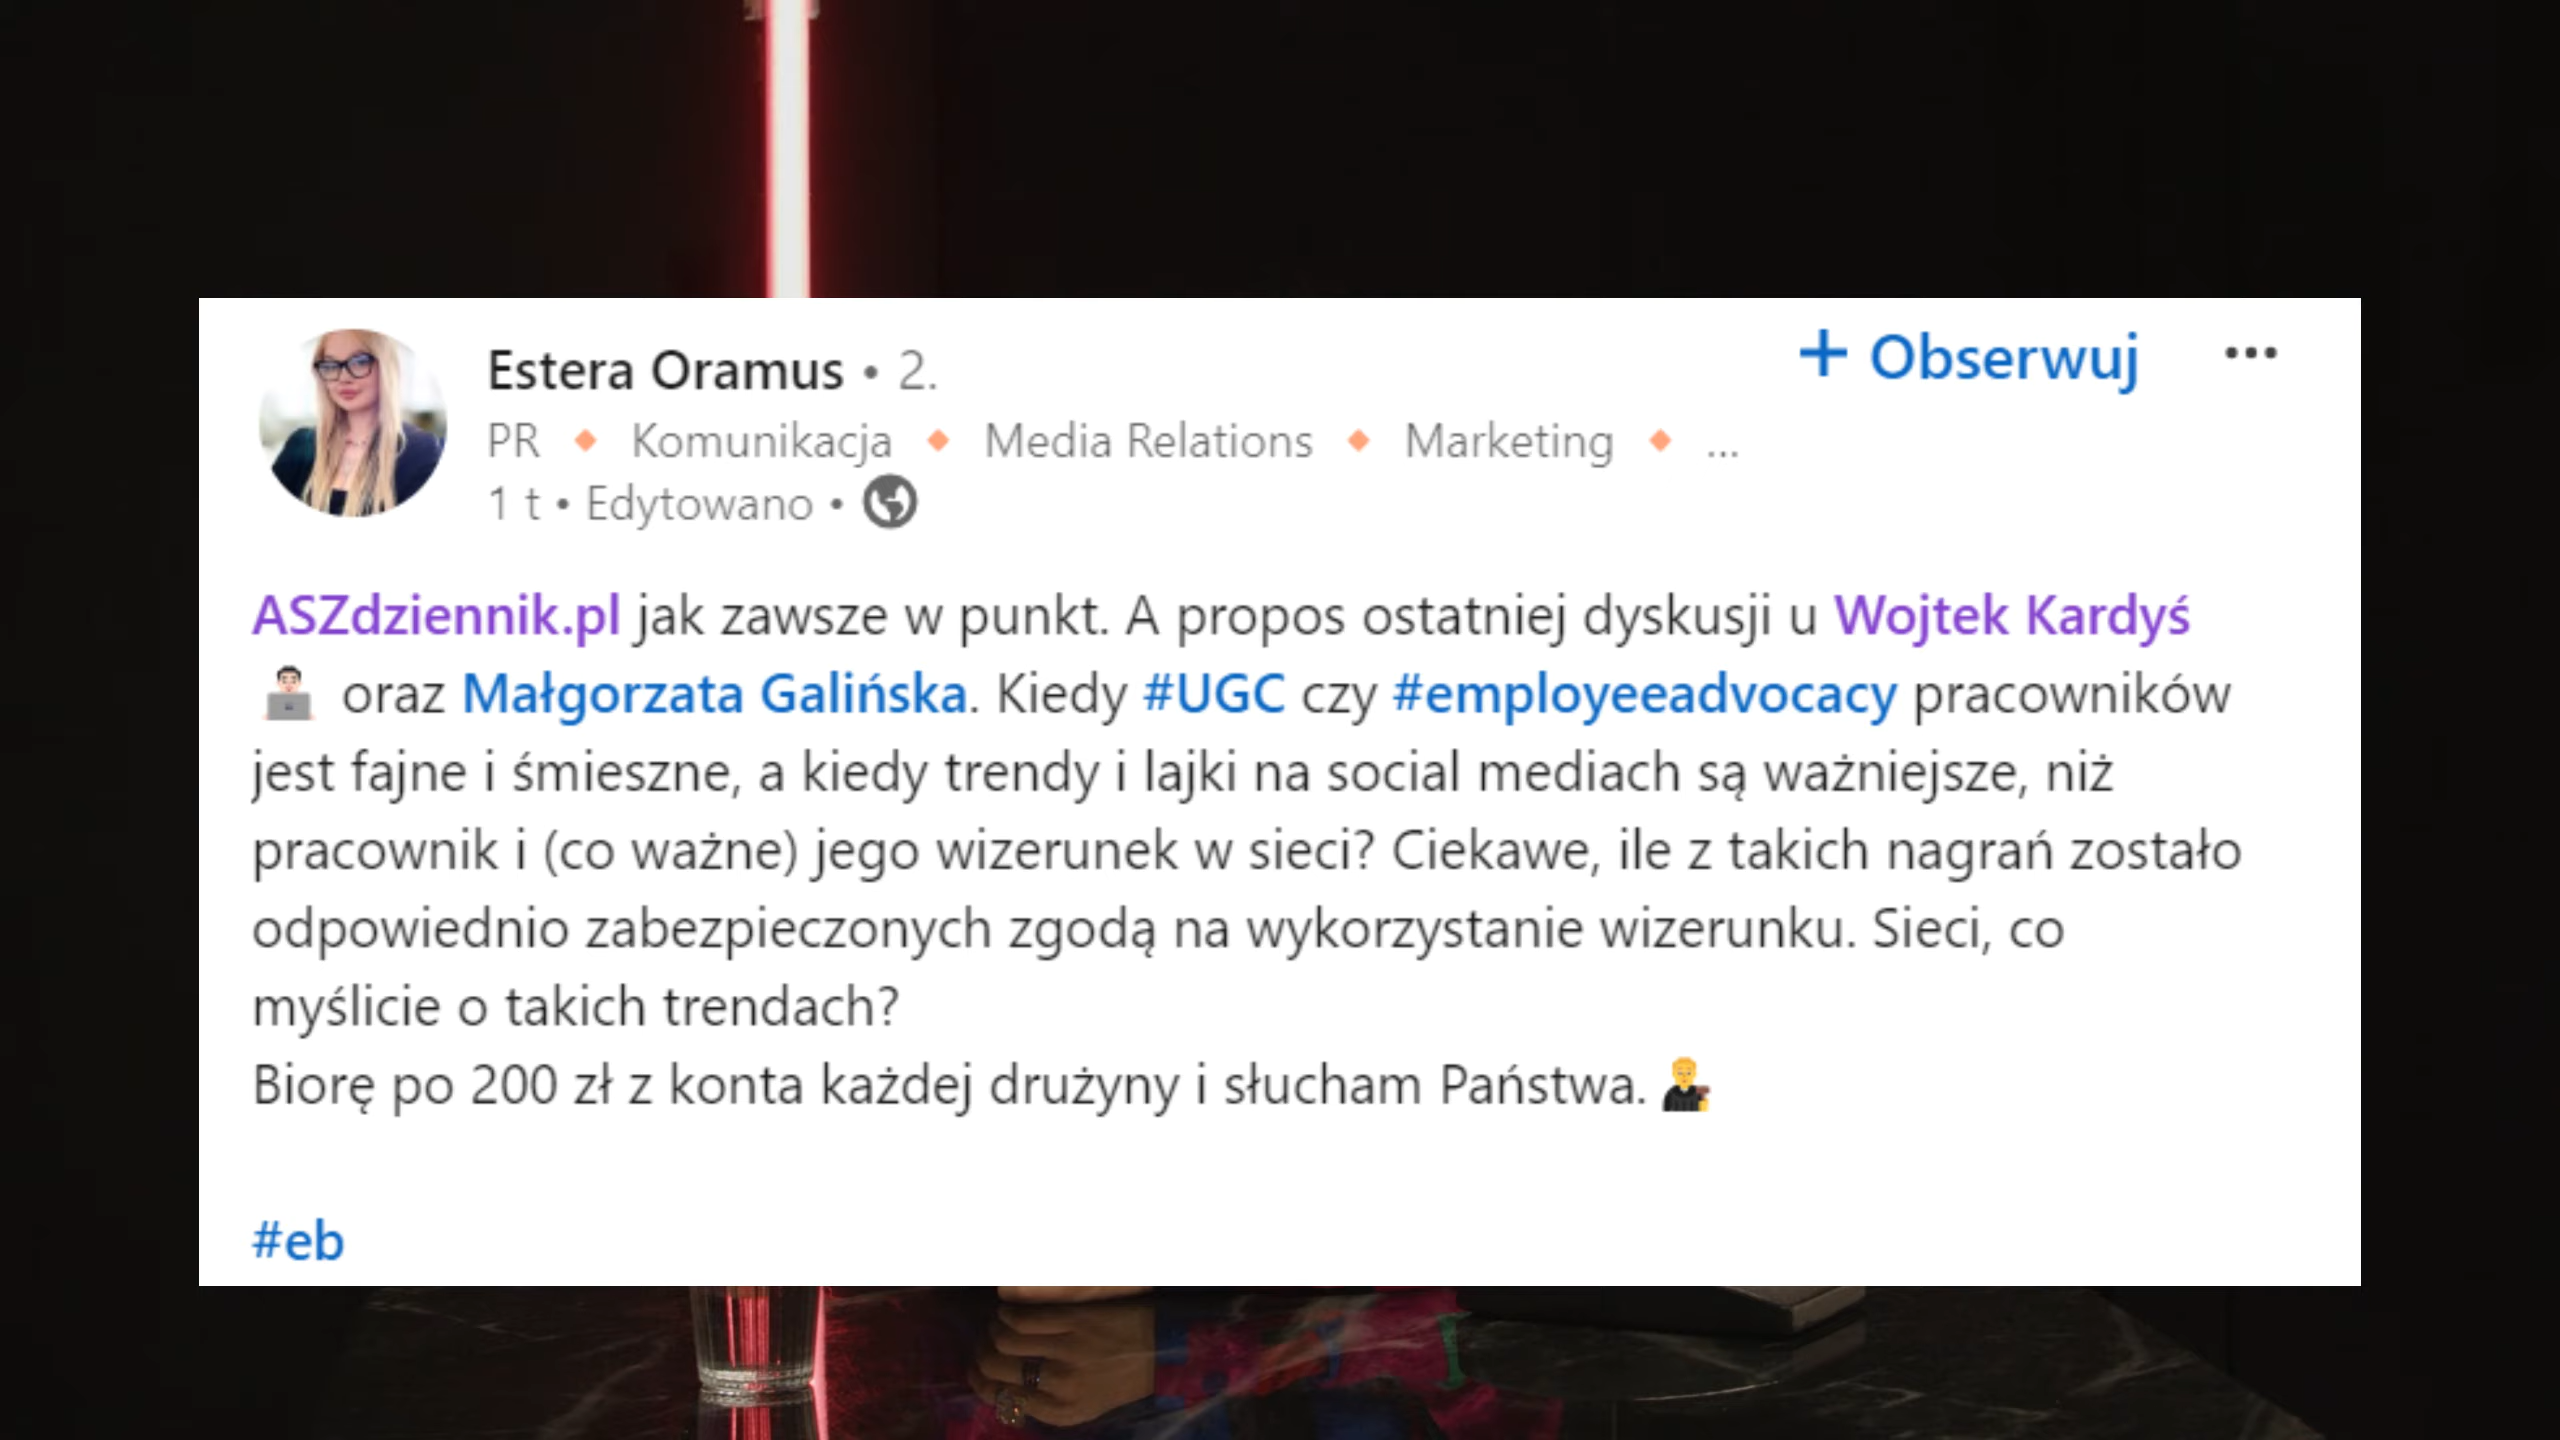 Estera Oramus • 2.
+ Obserwuj ...
PR 🔸 Komunikacja 🔸 Media Relations 🔸 Marketing 🔸 ...
1 t • Edytowano •
ASZdziennik.pl jak zawsze w punkt. A propos ostatniej dyskusji u Wojtek Kardyś
👨🏻‍💻 oraz Małgorzata Galińska. Kiedy #UGC czy #employeeadvocacy pracowników
jest fajne i śmieszne, a kiedy trendy i lajki na social mediach są ważniejsze, niż
pracownik i (co ważne) jego wizerunek w sieci? Ciekawe, ile z takich nagrań zostało
odpowiednio zabezpieczonych zgodą na wykorzystanie wizerunku. Sieci, co
myślicie o takich trendach?
Biorę po 200 zł z konta każdej drużyny i słucham Państwa. 👨‍⚖️
#eb